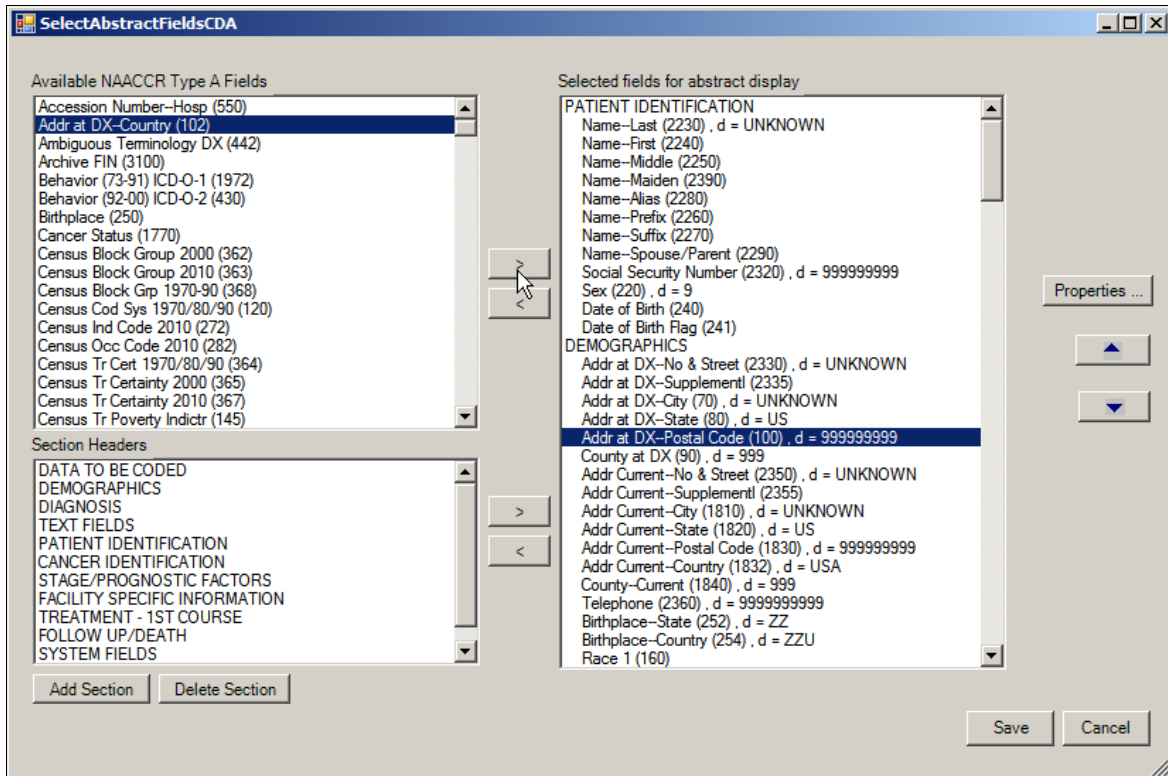 SelectAbstractFieldsCDA
Available NAACCR Type A Fields
Accession Number--Hosp (550)
Addr at DX--Country (102)
Ambiguous Terminology DX (442)
Archive FIN (3100)
Behavior (73-91) ICD-O-1 (1972)
Behavior (92-00) ICD-O-2 (430)
Birthplace (250)
Cancer Status (1770)
Census Block Group 2000 (362)
Census Block Group 2010 (363)
Census Block Grp 1970-90 (368)
Census Cod Sys 1970/80/90 (120)
Census Ind Code 2010 (272)
Census Occ Code 2010 (282)
Census Tr Cert 1970/80/90 (364)
Census Tr Certainty 2000 (365)
Census Tr Certainty 2010 (367)
Census Tr Poverty Indictr (145)
Section Headers
DATA TO BE CODED
DEMOGRAPHICS
DIAGNOSIS
TEXT FIELDS
PATIENT IDENTIFICATION
CANCER IDENTIFICATION
STAGE/PROGNOSTIC FACTORS
FACILITY SPECIFIC INFORMATION
TREATMENT - 1ST COURSE
FOLLOW UP/DEATH
SYSTEM FIELDS
Add Section
Delete Section
>
<
>
<
Selected fields for abstract display
PATIENT IDENTIFICATION
Name--Last (2230) , d = UNKNOWN
Name--First (2240)
Name--Middle (2250)
Name--Maiden (2390)
Name--Alias (2280)
Name--Prefix (2260)
Name--Suffix (2270)
Name--Spouse/Parent (2290)
Social Security Number (2320) , d = 999999999
Sex (220) , d = 9
Date of Birth (240)
Date of Birth Flag (241)
DEMOGRAPHICS
Addr at DX--No & Street (2330) , d = UNKNOWN
Addr at DX--Supplementl (2335)
Addr at DX--City (70) , d = UNKNOWN
Addr at DX--State (80) , d = US
Addr at DX--Postal Code (100) , d = 999999999
County at DX (90) , d = 999
Addr Current--No & Street (2350) , d = UNKNOWN
Addr Current--Supplementl (2355)
Addr Current--City (1810) , d = UNKNOWN
Addr Current--State (1820) , d = US
Addr Current--Postal Code (1830) , d = 999999999
Addr Current--Country (1832) , d = USA
County--Current (1840) , d = 999
Telephone (2360) , d = 9999999999
Birthplace--State (252) , d = ZZ
Birthplace--Country (254) , d = ZZU
Race 1 (160)
Properties ...
Save
Cancel